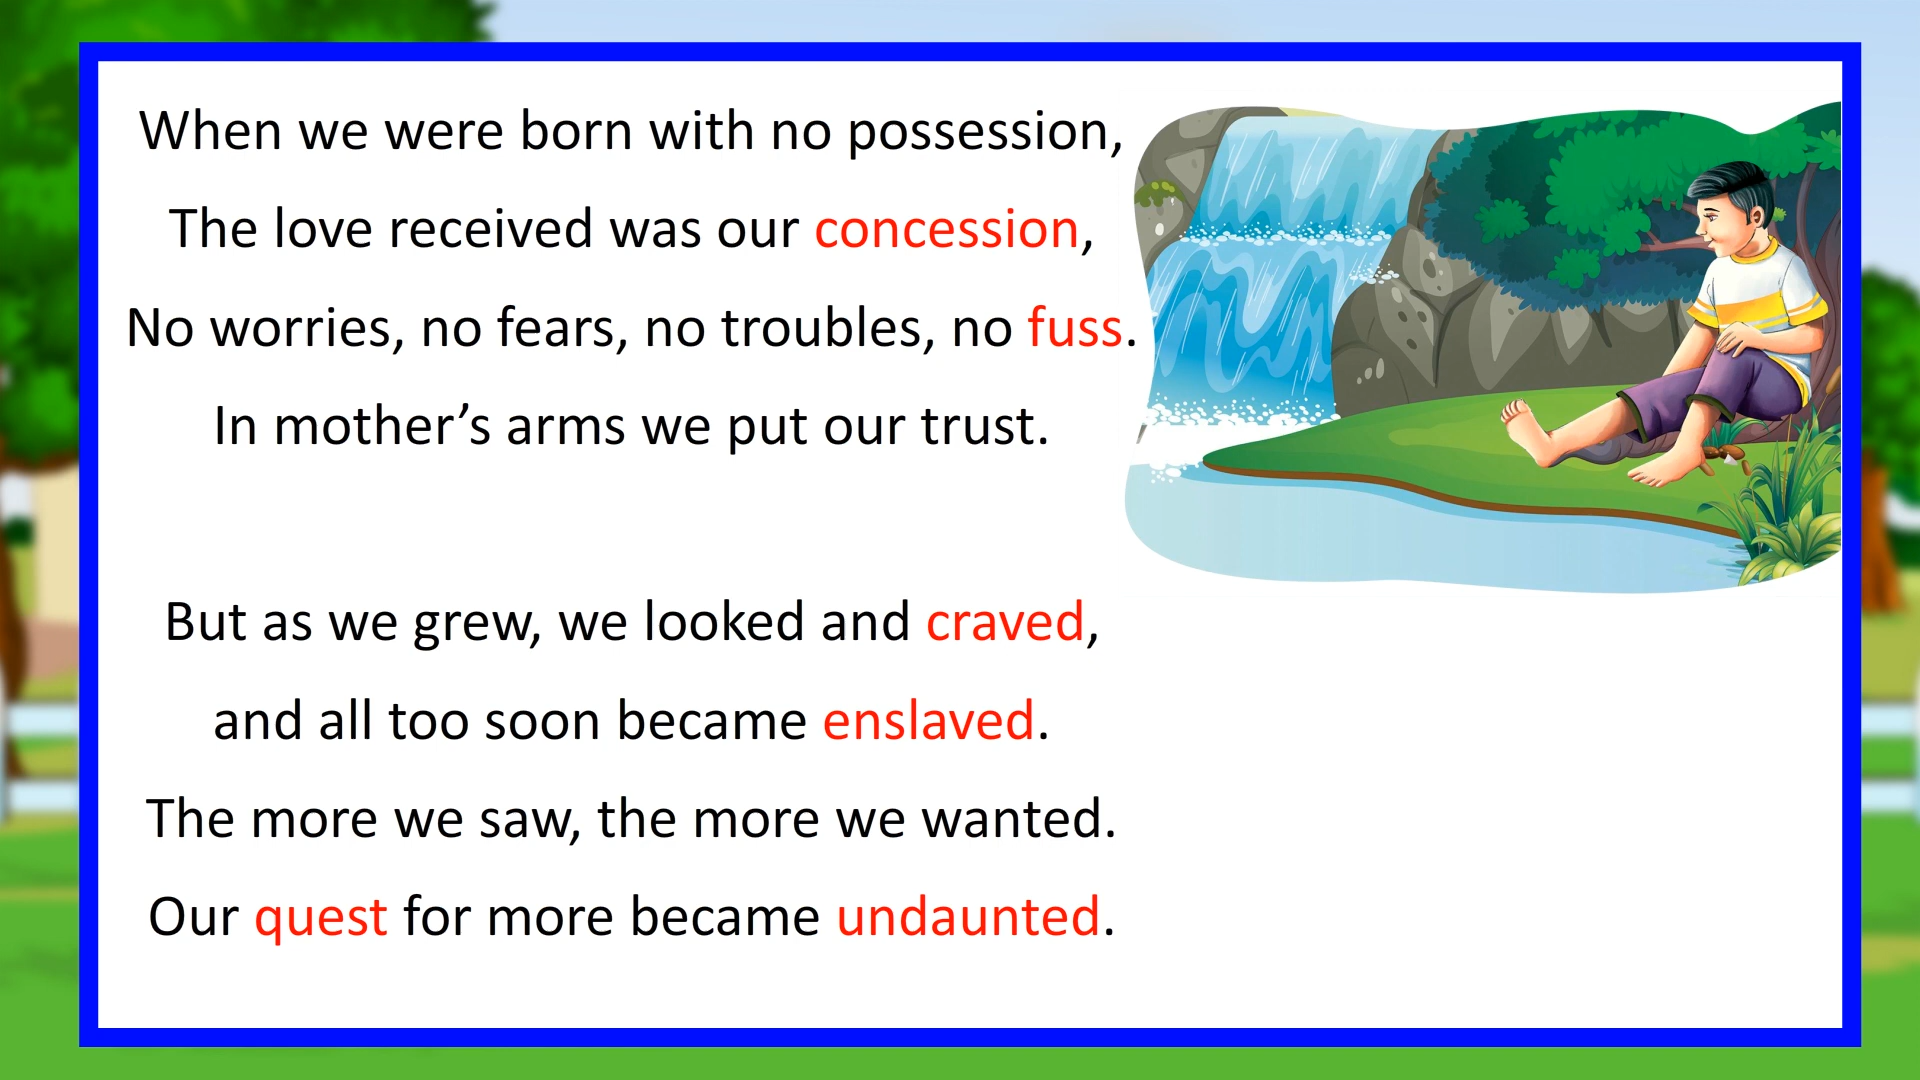 When we were born with no possession,
The love received was our concession,
No worries, no fears, no troubles, no fuss.
In mother’s arms we put our trust.
But as we grew, we looked and craved,
and all too soon became enslaved.
The more we saw, the more we wanted.
Our quest for more became undaunted.